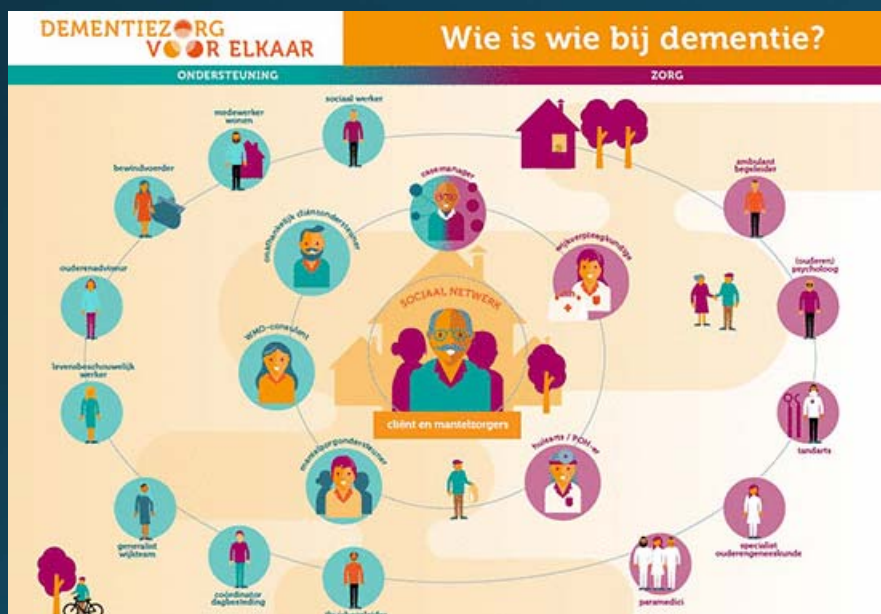 DEMENTIEZORG
VOOR ELKAAR
Wie is wie bij dementie?
ONDERSTEUNING
ZORG
sociaal werker
medewerker
wonen
bewindvoerder
ouderenadviseur
levensbeschouwelijk
werker
generalist
wijkteam
coördinator
dagbesteding
casemanager
onafhankelijk cliëntondersteuner
WMO-consulent
mantelzorgondersteuner
wijkverpleegkundige
huisarts / POH-er
SOCIAAL NETWERK
cliënt en mantelzorgers
ambulant
begeleider
(ouderen)
psycholoog
tandarts
specialist
ouderengeneeskunde
paramedici